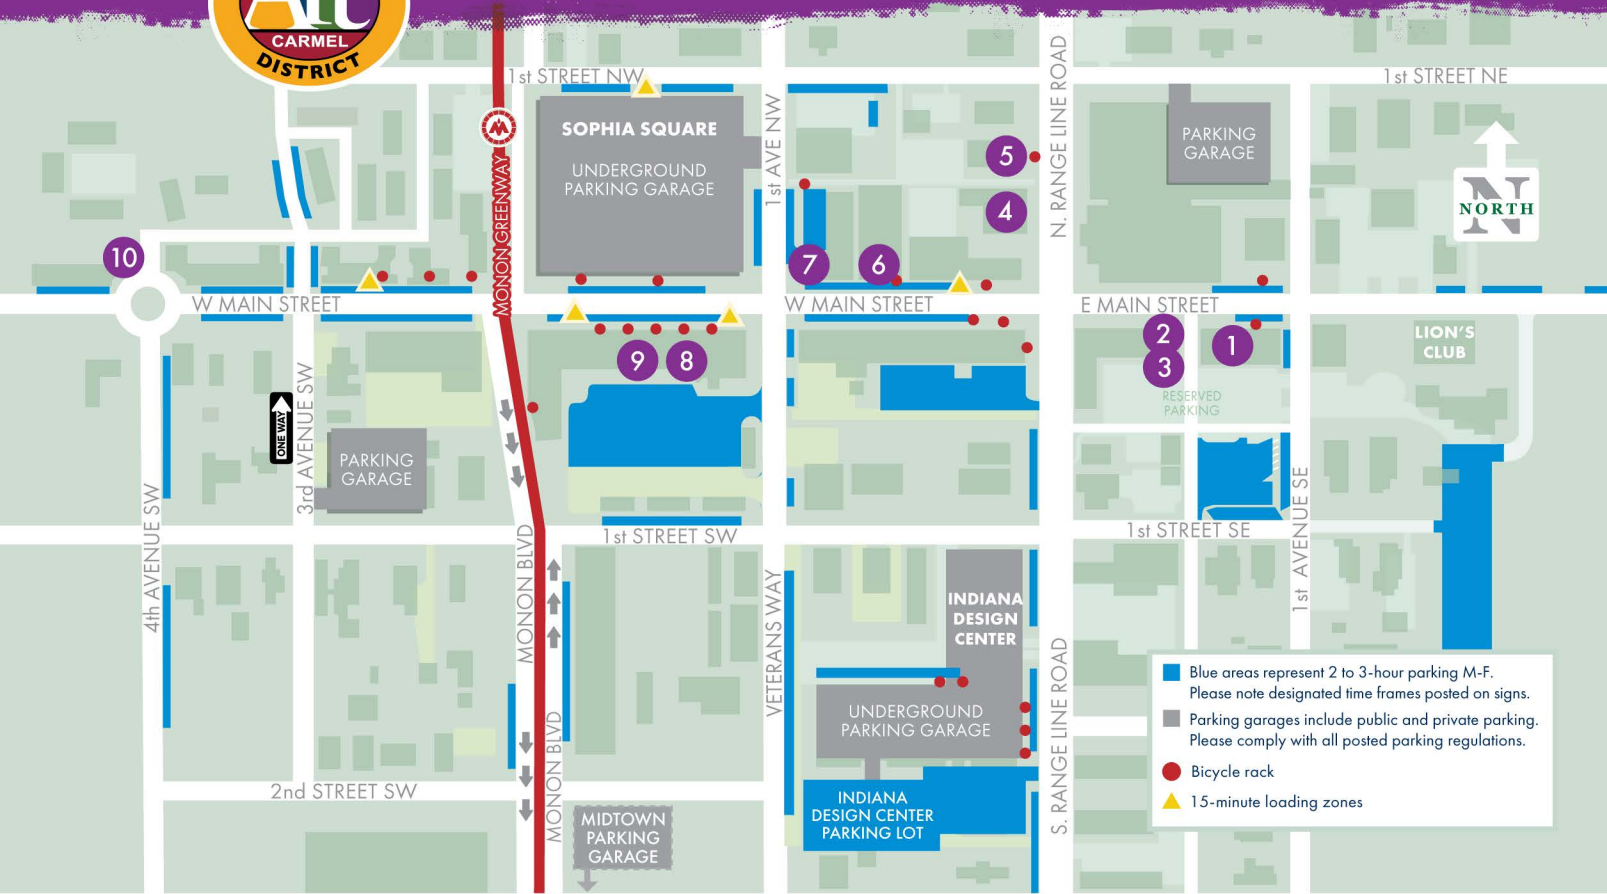 Art
CARMEL
DISTRICT
1st STREET NW
1st STREET NE
MONON GREENWAY
SOPHIA SQUARE
UNDERGROUND
PARKING GARAGE
1st AVE NW
N. RANGE LINE ROAD
PARKING
GARAGE
N
NORTH
5
4
10
7
6
W MAIN STREET
W MAIN STREET
E MAIN STREET
2
3
1
9
8
LION'S
CLUB
RESERVED
PARKING
ONE WAY
3rd AVENUE SW
PARKING
GARAGE
4th AVENUE SW
1st STREET SW
1st STREET SE
1st AVENUE SE
MONON BLVD
VETERANS WAY
INDIANA
DESIGN
CENTER
UNDERGROUND
PARKING GARAGE
S. RANGE LINE ROAD
MONON BLVD
2nd STREET SW
MIDTOWN
PARKING
GARAGE
INDIANA
DESIGN CENTER
PARKING LOT
Blue areas represent 2 to 3-hour parking M-F.
Please note designated time frames posted on signs.
Parking garages include public and private parking.
Please comply with all posted parking regulations.
Bicycle rack
15-minute loading zones